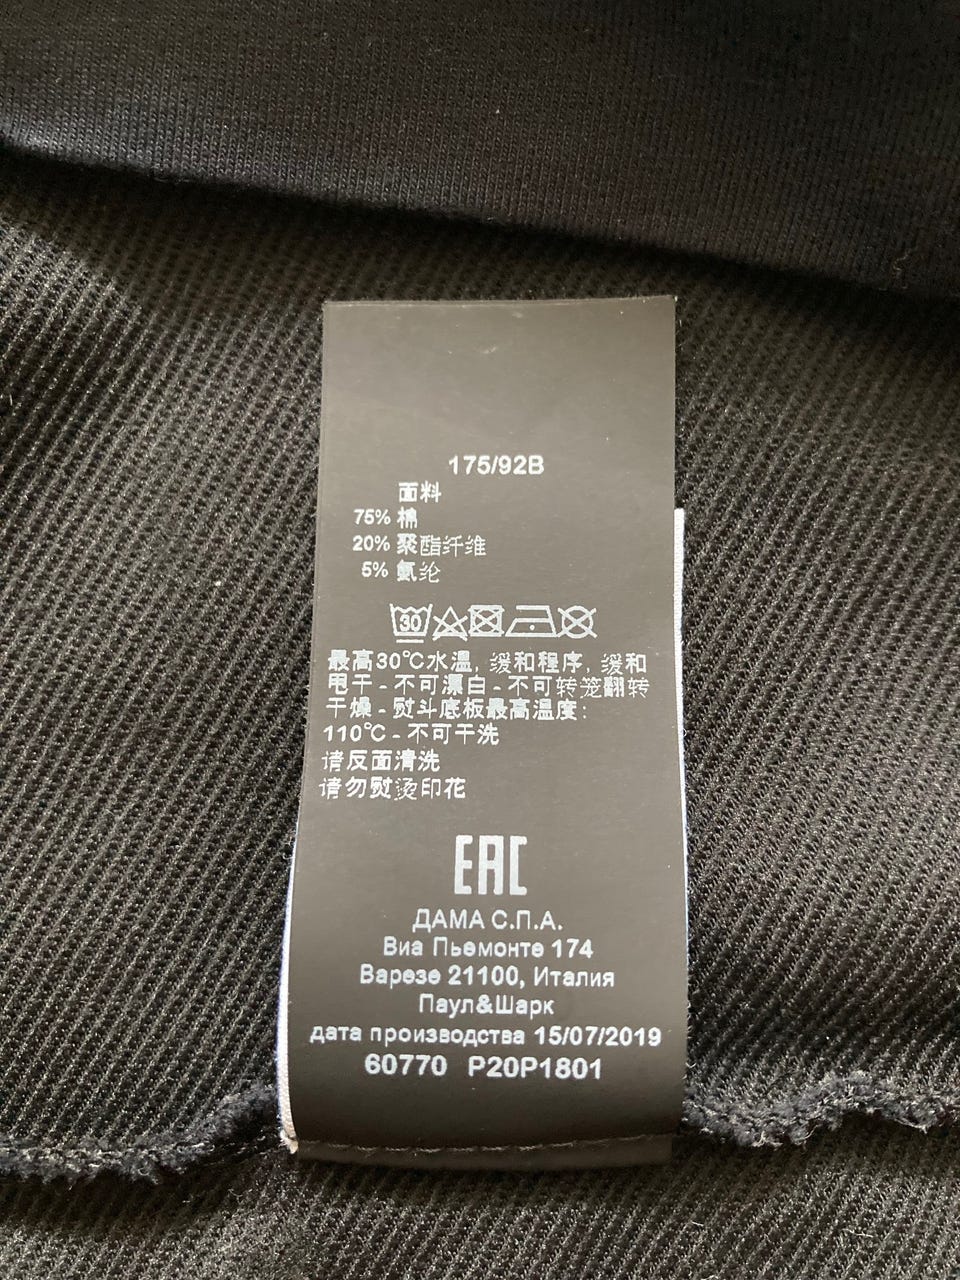 175/92B
面料
75% 棉
20% 聚酯纤维
5% 氨纶
30
最高30℃水温, 缓和程序, 缓和
甩干 - 不可漂白 - 不可转笼翻转
干燥 - 熨斗底板最高温度:
110℃ - 不可干洗
请反面清洗
请勿熨烫印花
EAC
ДАМА С.П.А.
Виа Пьемонте 174
Варезе 21100, Италия
Паул&Шарк
дата производства 15/07/2019
60770 P20P1801